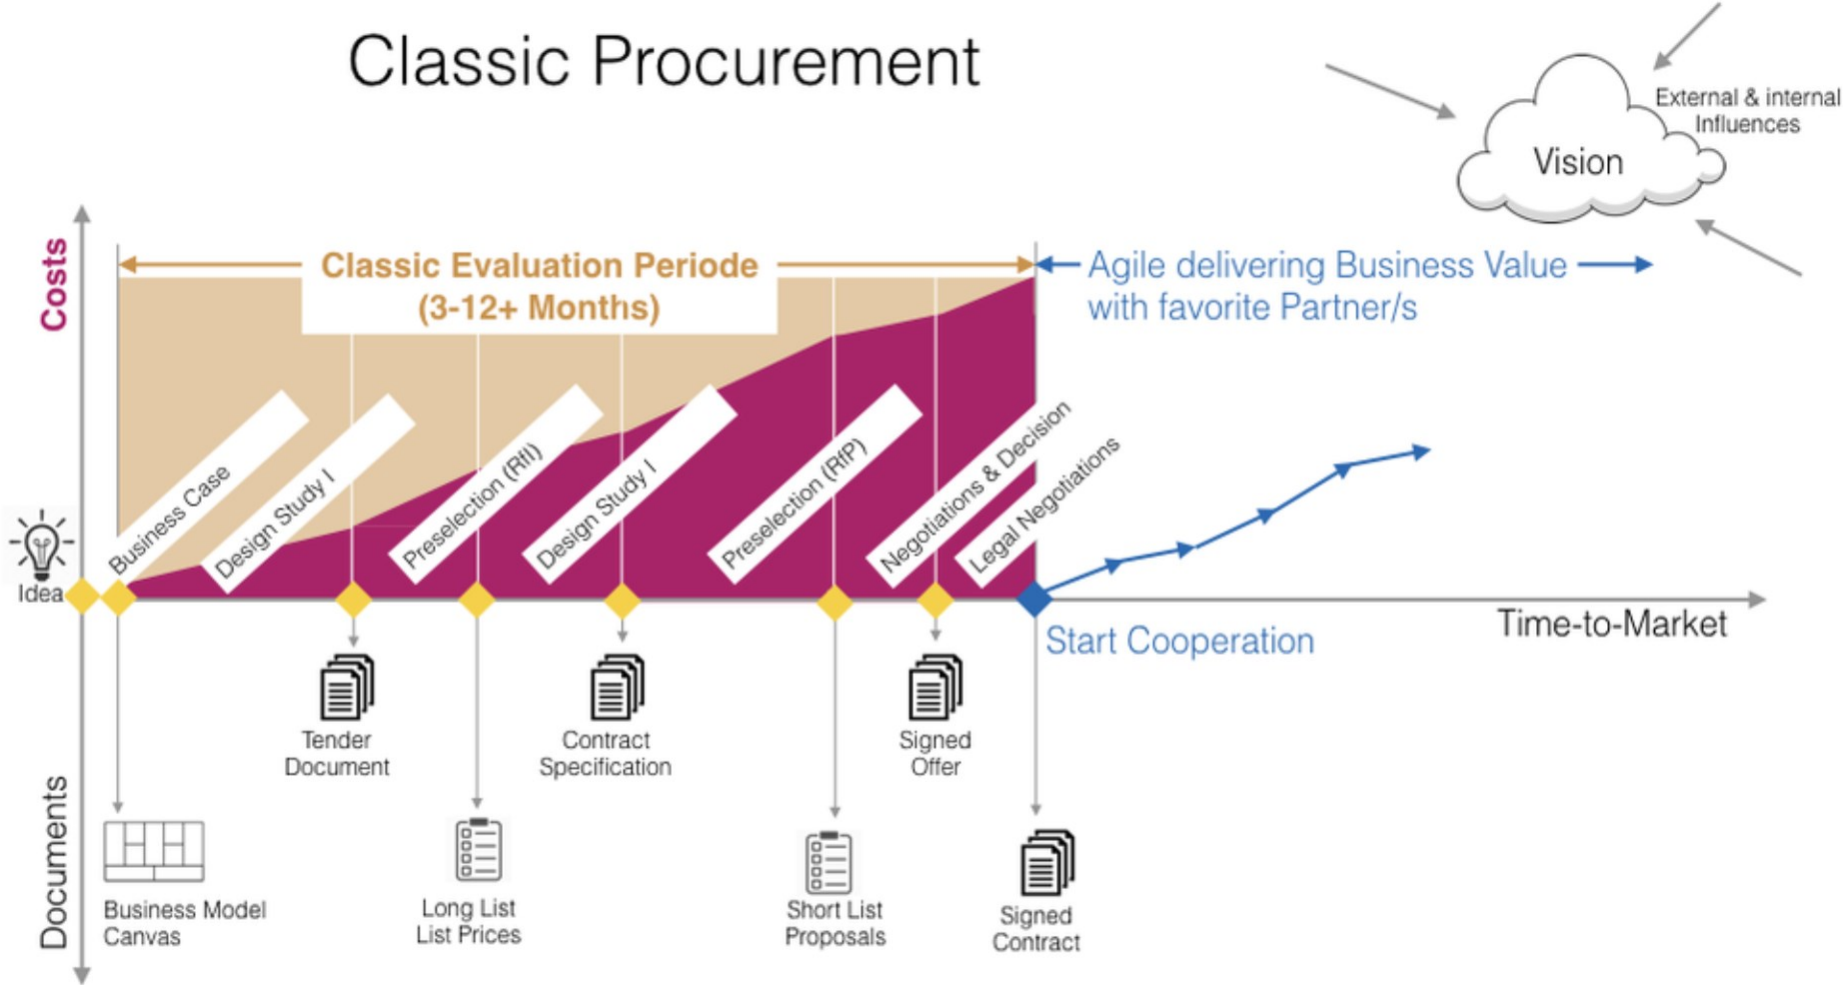 Classic Procurement
External & internal
Influences
Vision
Costs
Classic Evaluation Periode
(3-12+ Months)
Agile delivering Business Value
with favorite Partner/s
Business Case
Design Study I
Preselection (RfI)
Design Study I
Preselection (RfP)
Negotiations & Decision
Legal Negotiations
Idea
Time-to-Market
Start Cooperation
Documents
Tender
Document
Contract
Specification
Signed
Offer
Business Model
Canvas
Long List
List Prices
Short List
Proposals
Signed
Contract